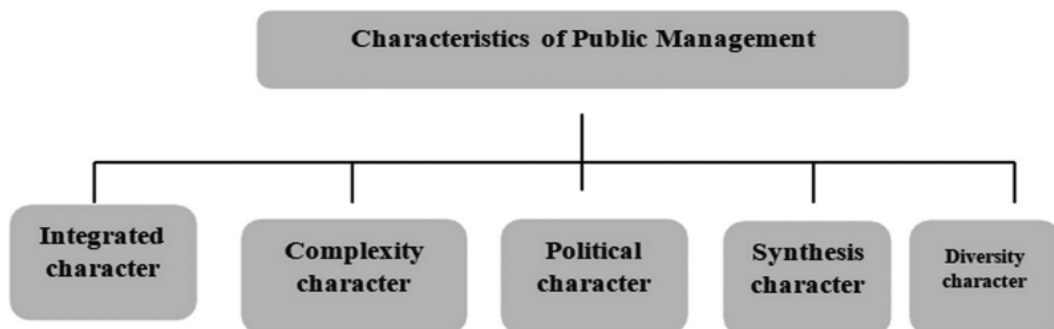 Characteristics of Public Management
Integrated
character
Complexity
character
Political
character
Synthesis
character
Diversity
character